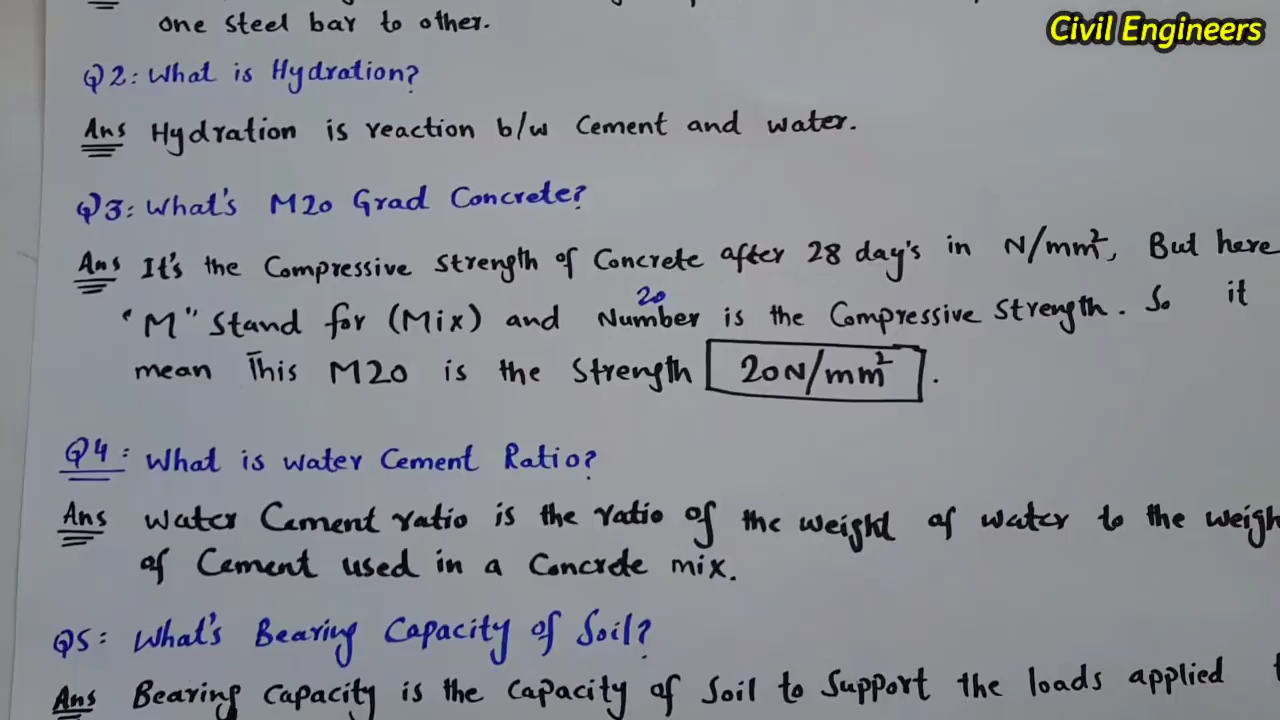 Civil Engineers
one steel bar to other.
Q2: What is Hydration?
Ans Hydration is reaction b/w Cement and water.
Q3: What's M20 Grad Concrete?
Ans It's the Compressive strength of Concrete after 28 day's in N/mm², But here
20
"M" Stand for (Mix) and Number is the Compressive Strength. So it
mean This M20 is the Strength 20N/mm².
Q4: What is water Cement Ratio?
Ans Water Cement ratio is the ratio of the weight of water to the weigh
of Cement used in a Concrete mix.
Q5: What's Bearing Capacity of Soil?
Ans Bearing Capacity is the Capacity of Soil to Support the loads applied